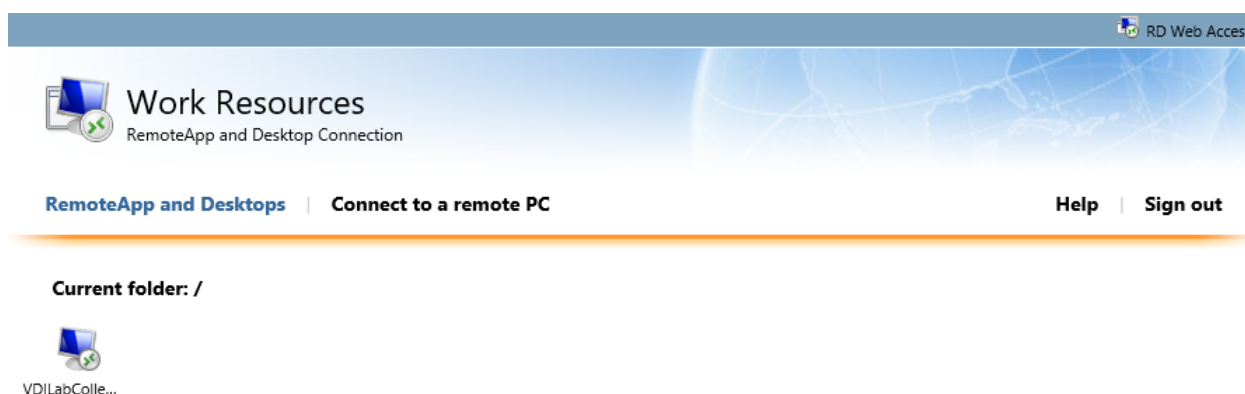 RD Web Acces
Work Resources
RemoteApp and Desktop Connection
RemoteApp and Desktops | Connect to a remote PC Help | Sign out
Current folder: /
VDILabColle...